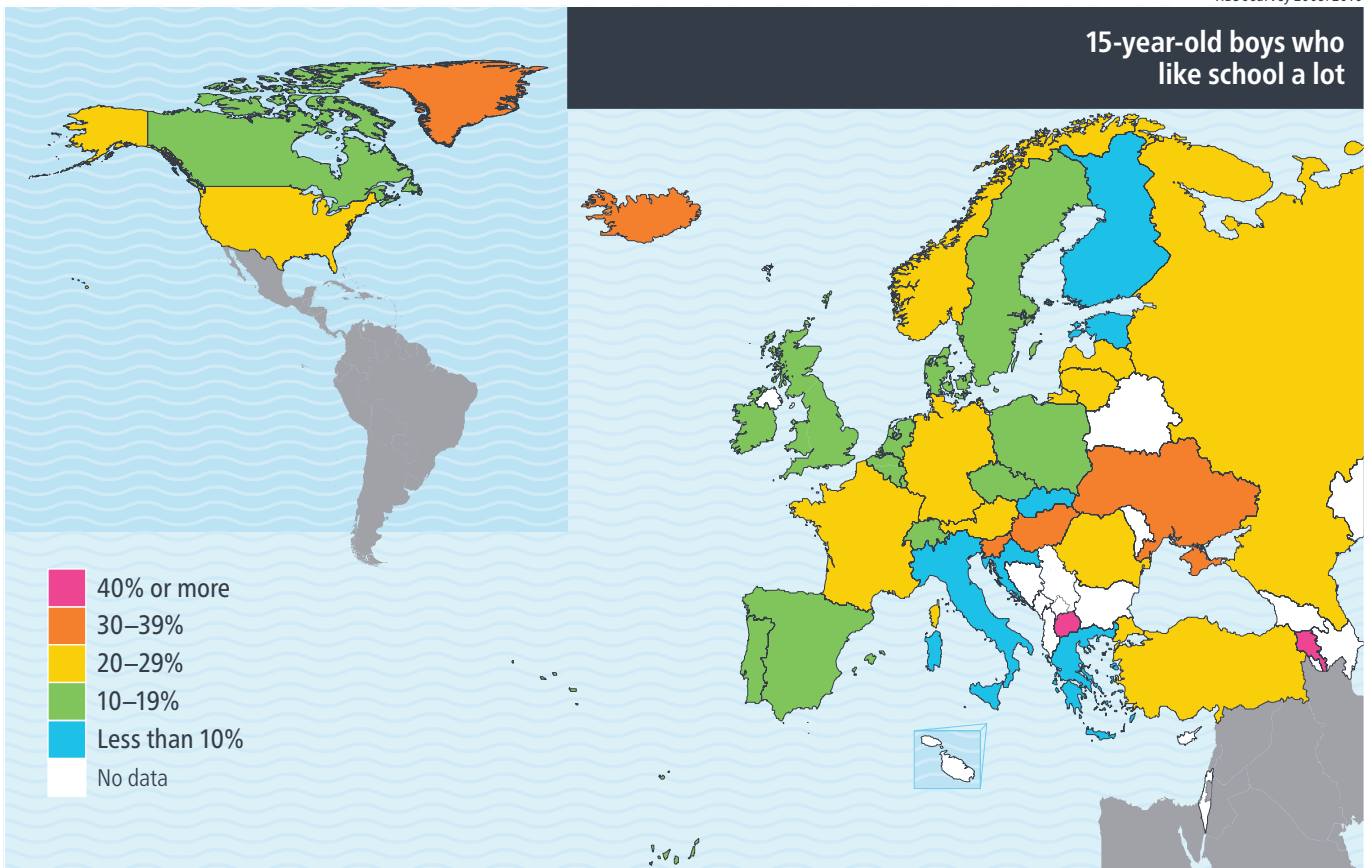 15-year-old boys who
like school a lot
40% or more
30–39%
20–29%
10–19%
Less than 10%
No data